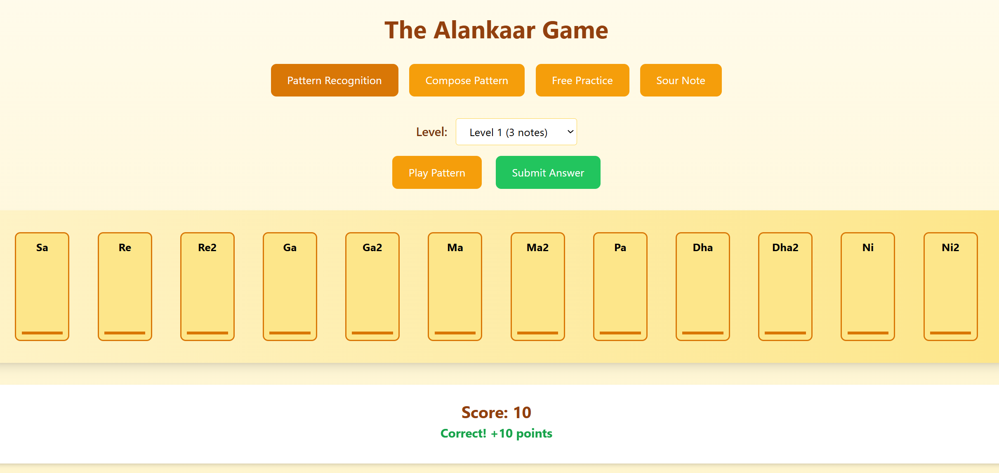 The Alankaar Game
Pattern Recognition Compose Pattern Free Practice Sour Note
Level: Level 1 (3 notes)
Play Pattern Submit Answer
Sa Re Re2 Ga Ga2 Ma Ma2 Pa Dha Dha2 Ni Ni2
Score: 10
Correct! +10 points